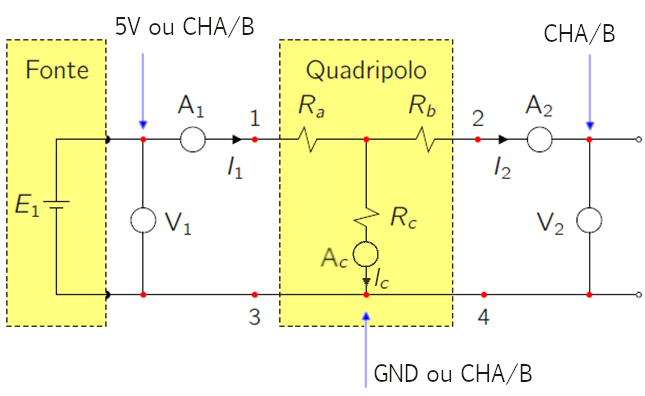 5V ou CHA/B
CHA/B
Fonte
Quadripolo
A1
1
Ra
Rb
2
A2
I1
I2
E1
V1
Rc
V2
Ac
Ic
3
4
GND ou CHA/B